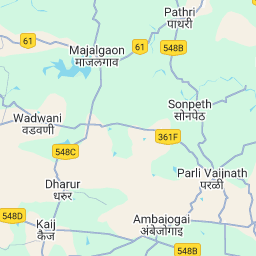 Pathri
पाथरी
548B
61
61
Majalgaon
माजलगाव
Sonpeth
सोनपेठ
Wadwani
वडवणी
361F
548C
Parli Vaijnath
परळी
Dharur
धरुर
548D
Kaij
कैज
Ambajogai
अंबेजोगाइ
548B